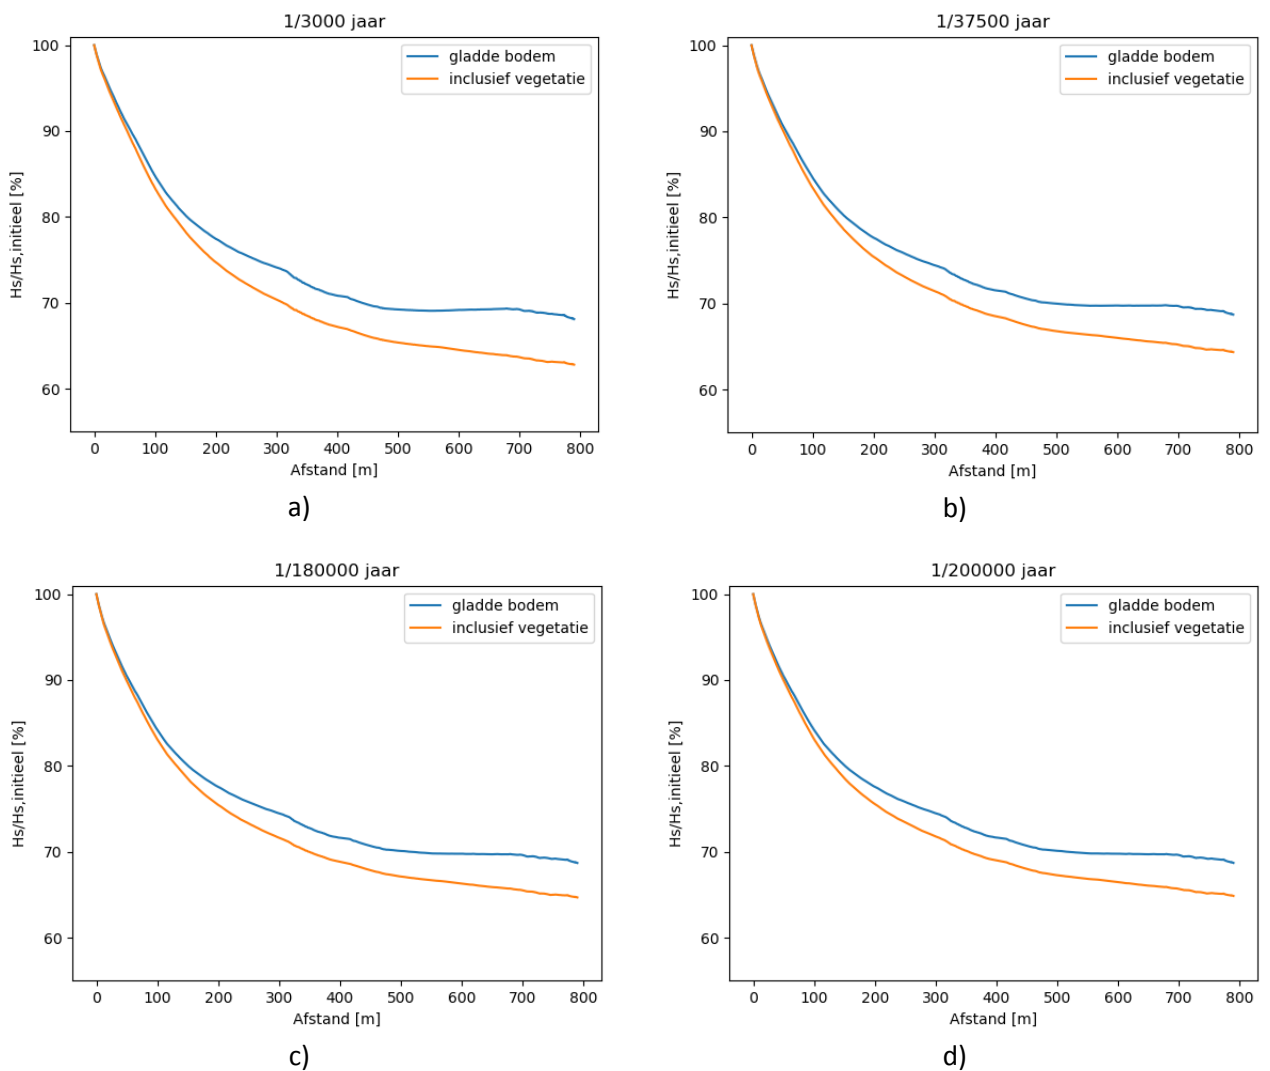 1/3000 jaar
100
90
80
70
60
Hs/Hs,initieel [%]
gladde bodem
inclusief vegetatie
0 100 200 300 400 500 600 700 800
Afstand [m]
a)
1/37500 jaar
100
90
80
70
60
Hs/Hs,initieel [%]
gladde bodem
inclusief vegetatie
0 100 200 300 400 500 600 700 800
Afstand [m]
b)
1/180000 jaar
100
90
80
70
60
Hs/Hs,initieel [%]
gladde bodem
inclusief vegetatie
0 100 200 300 400 500 600 700 800
Afstand [m]
c)
1/200000 jaar
100
90
80
70
60
Hs/Hs,initieel [%]
gladde bodem
inclusief vegetatie
0 100 200 300 400 500 600 700 800
Afstand [m]
d)